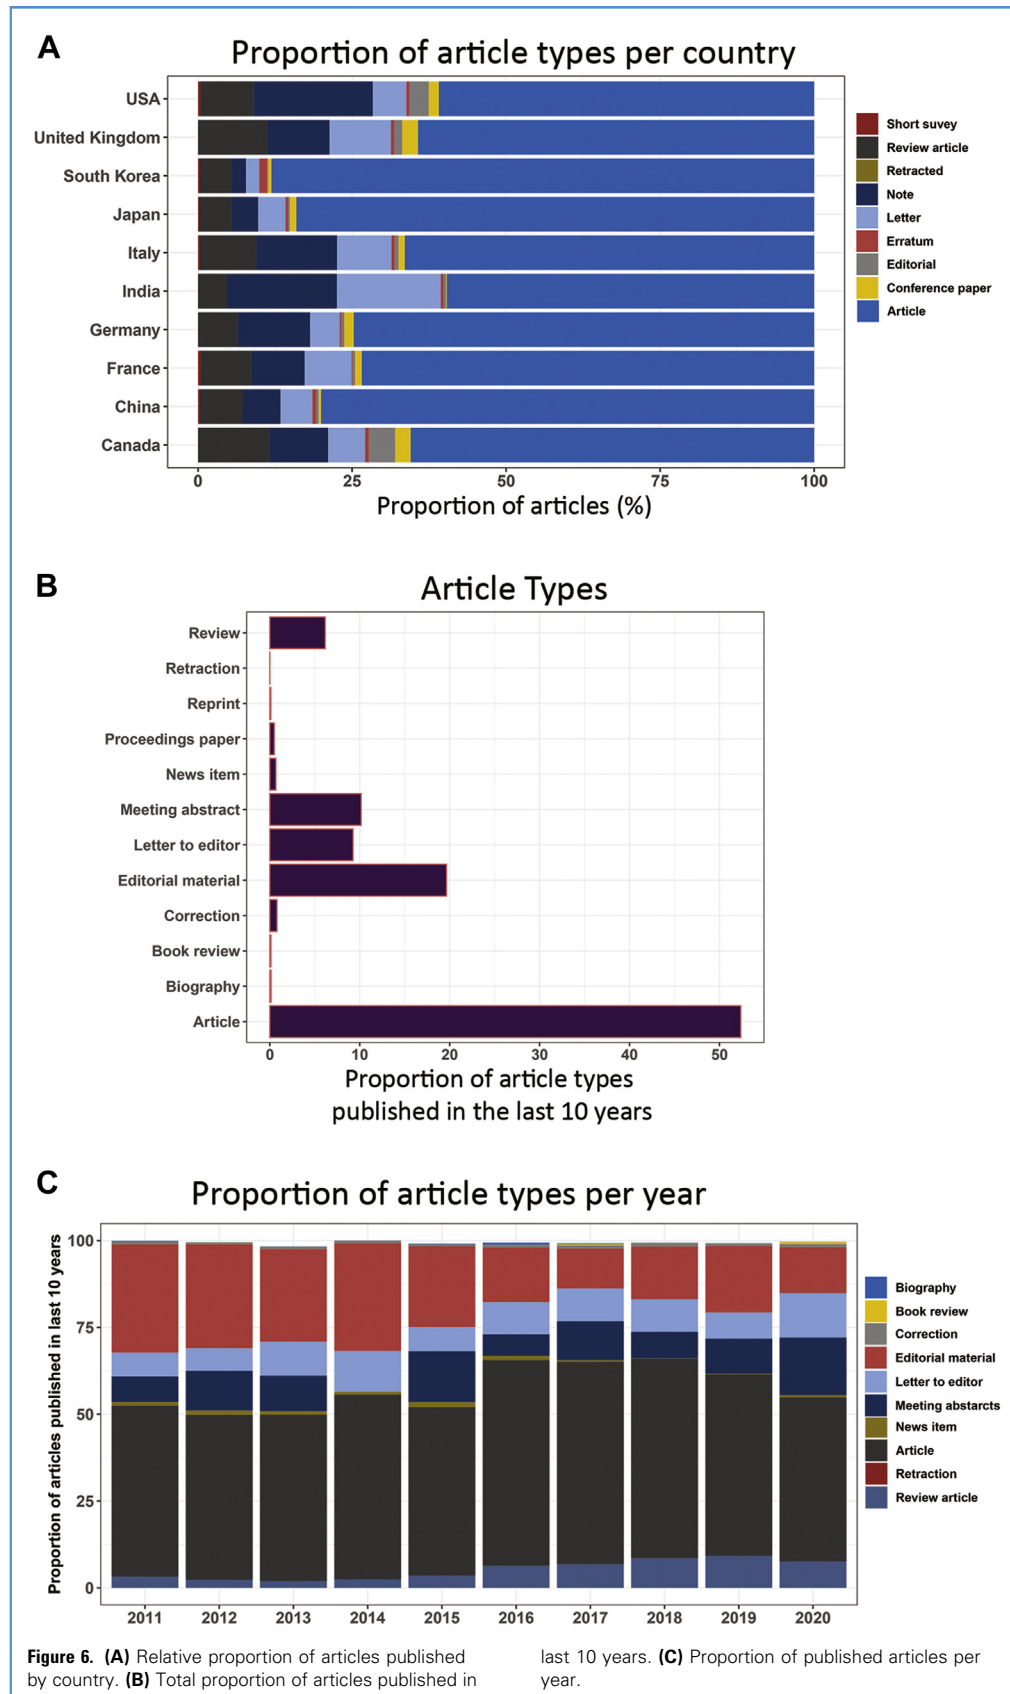 A
Proportion of article types per country
USA
United Kingdom
South Korea
Japan
Italy
India
Germany
France
China
Canada
0 25 50 75 100
Proportion of articles (%)
Short suvey
Review article
Retracted
Note
Letter
Erratum
Editorial
Conference paper
Article
B
Article Types
Review
Retraction
Reprint
Proceedings paper
News item
Meeting abstract
Letter to editor
Editorial material
Correction
Book review
Biography
Article
0 10 20 30 40 50
Proportion of article types
published in the last 10 years
C
Proportion of article types per year
Proportion of articles published in last 10 years
100
75
50
25
0
2011 2012 2013 2014 2015 2016 2017 2018 2019 2020
Biography
Book review
Correction
Editorial material
Letter to editor
Meeting abstarcts
News item
Article
Retraction
Review article
Figure 6. (A) Relative proportion of articles published
by country. (B) Total proportion of articles published in
last 10 years. (C) Proportion of published articles per
year.